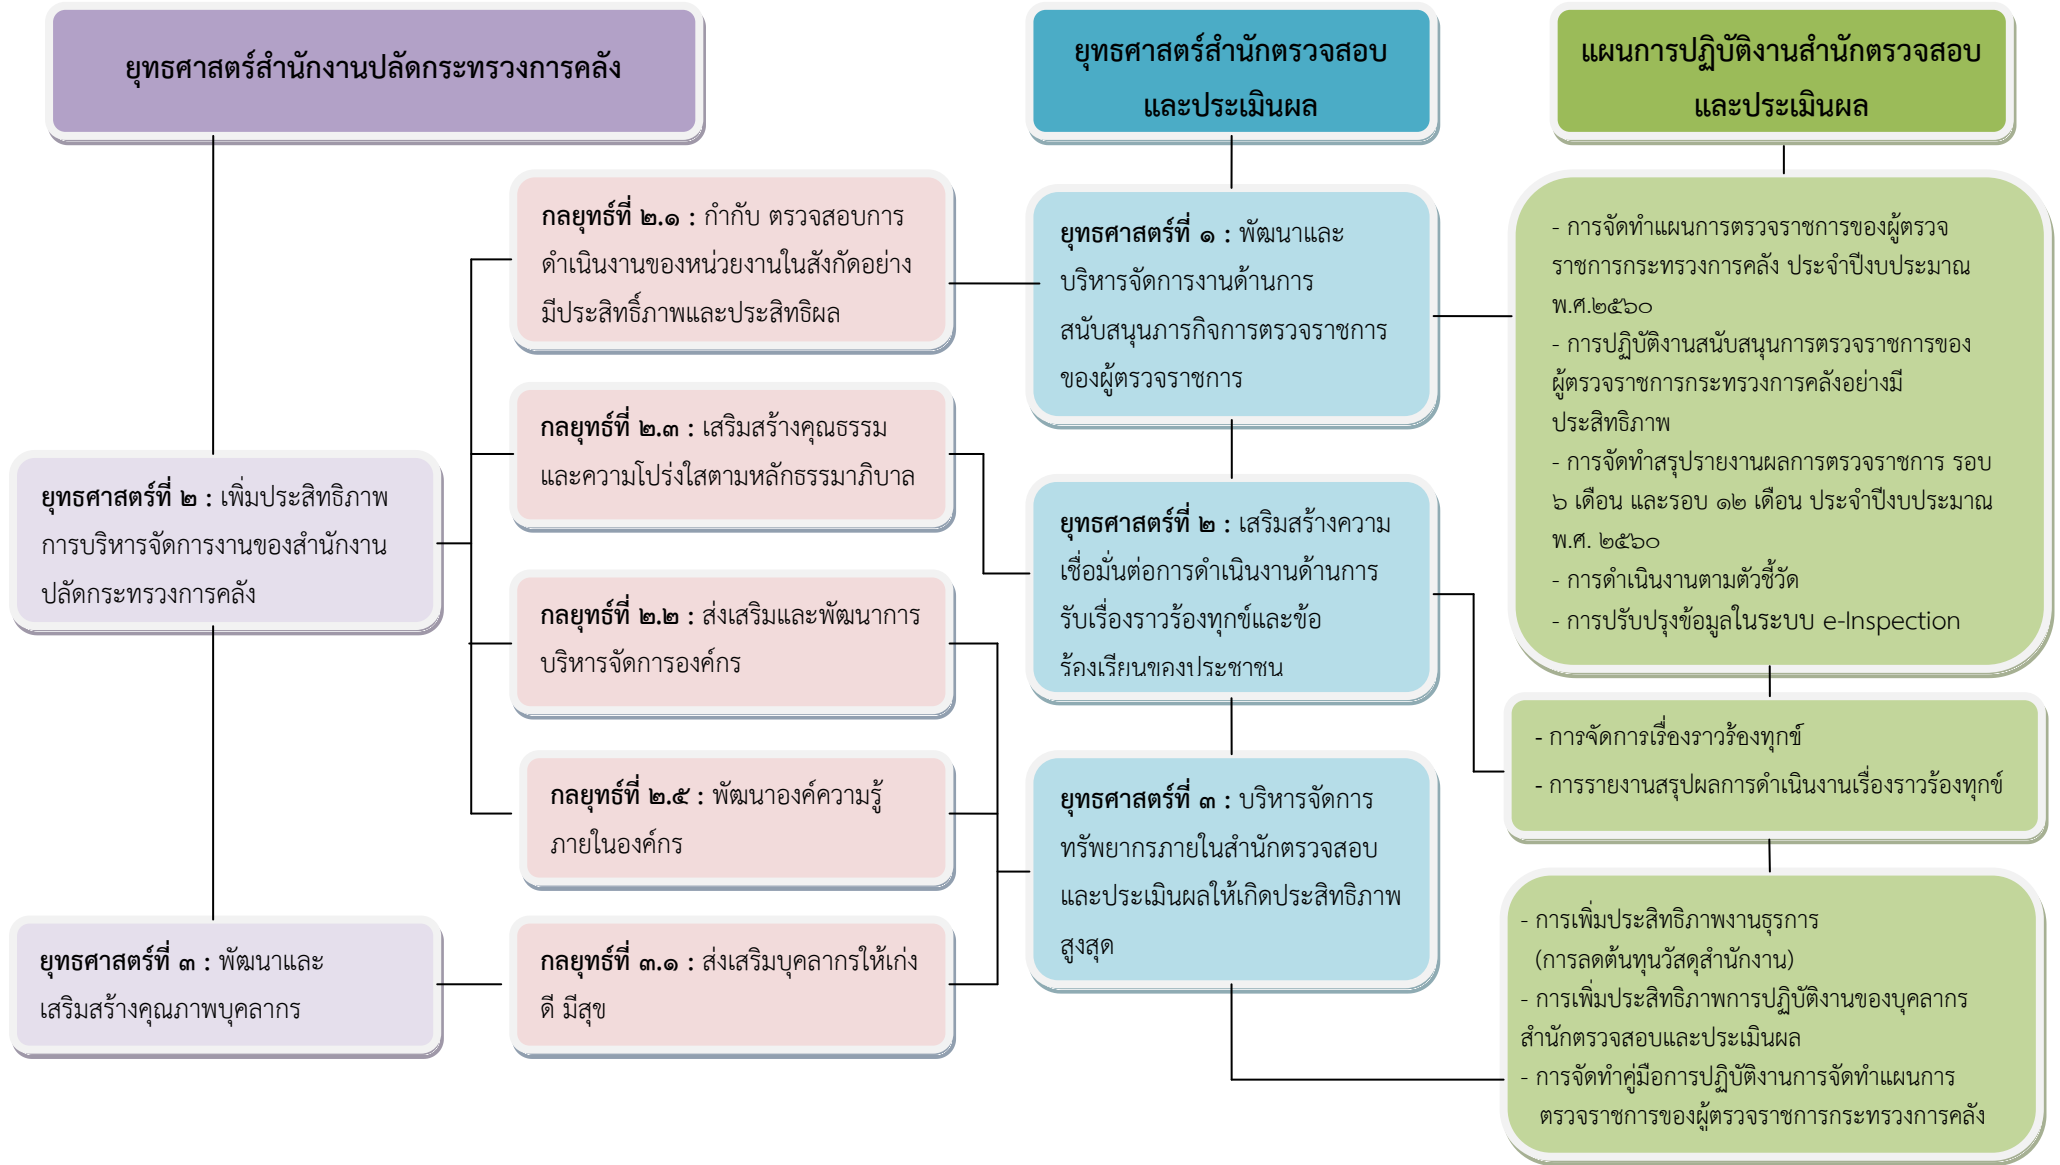 ยุทธศาสตร์สำนักงานปลัดกระทรวงการคลัง
ยุทธศาสตร์สำนักตรวจสอบ
และประเมินผล
แผนการปฏิบัติงานสำนักตรวจสอบ
และประเมินผล
ยุทธศาสตร์ที่ ๒ : เพิ่มประสิทธิภาพ
การบริหารจัดการงานของสำนักงาน
ปลัดกระทรวงการคลัง
ยุทธศาสตร์ที่ ๓ : พัฒนาและ
เสริมสร้างคุณภาพบุคลากร
กลยุทธ์ที่ ๒.๑ : กำกับ ตรวจสอบการ
ดำเนินงานของหน่วยงานในสังกัดอย่าง
มีประสิทธิ์ภาพและประสิทธิผล
กลยุทธ์ที่ ๒.๓ : เสริมสร้างคุณธรรม
และความโปร่งใสตามหลักธรรมาภิบาล
กลยุทธ์ที่ ๒.๒ : ส่งเสริมและพัฒนาการ
บริหารจัดการองค์กร
กลยุทธ์ที่ ๒.๕ : พัฒนาองค์ความรู้
ภายในองค์กร
กลยุทธ์ที่ ๓.๑ : ส่งเสริมบุคลากรให้เก่ง
ดี มีสุข
ยุทธศาสตร์ที่ ๑ : พัฒนาและ
บริหารจัดการงานด้านการ
สนับสนุนภารกิจการตรวจราชการ
ของผู้ตรวจราชการ
ยุทธศาสตร์ที่ ๒ : เสริมสร้างความ
เชื่อมั่นต่อการดำเนินงานด้านการ
รับเรื่องราวร้องทุกข์และข้อ
ร้องเรียนของประชาชน
ยุทธศาสตร์ที่ ๓ : บริหารจัดการ
ทรัพยากรภายในสำนักตรวจสอบ
และประเมินผลให้เกิดประสิทธิภาพ
สูงสุด
- การจัดทำแผนการตรวจราชการของผู้ตรวจ
ราชการกระทรวงการคลัง ประจำปีงบประมาณ
พ.ศ.๒๕๖๐
- การปฏิบัติงานสนับสนุนการตรวจราชการของ
ผู้ตรวจราชการกระทรวงการคลังอย่างมี
ประสิทธิภาพ
- การจัดทำสรุปรายงานผลการตรวจราชการ รอบ
๖ เดือน และรอบ ๑๒ เดือน ประจำปีงบประมาณ
พ.ศ. ๒๕๖๐
- การดำเนินงานตามตัวชี้วัด
- การปรับปรุงข้อมูลในระบบ e-Inspection
- การจัดการเรื่องราวร้องทุกข์
- การรายงานสรุปผลการดำเนินงานเรื่องราวร้องทุกข์
- การเพิ่มประสิทธิภาพงานธุรการ
(การลดต้นทุนวัสดุสำนักงาน)
- การเพิ่มประสิทธิภาพการปฏิบัติงานของบุคลากร
สำนักตรวจสอบและประเมินผล
- การจัดทำคู่มือการปฏิบัติงานการจัดทำแผนการ
ตรวจราชการของผู้ตรวจราชการกระทรวงการคลัง